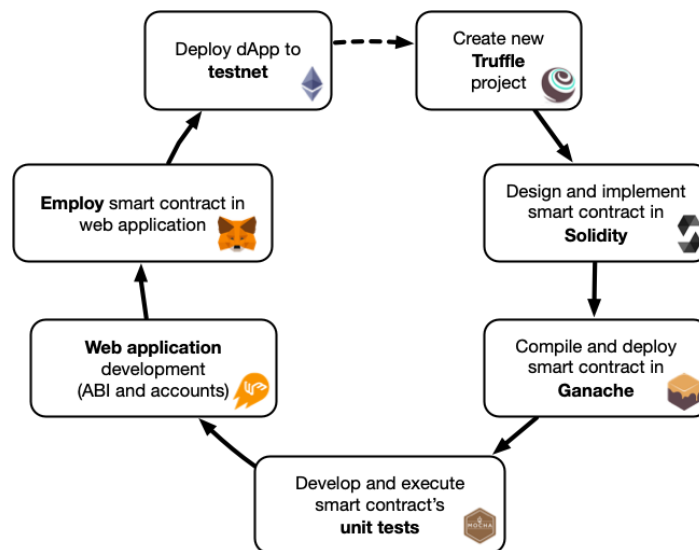 Deploy dApp to
testnet
Create new
Truffle
project
Design and implement
smart contract in
Solidity
Compile and deploy
smart contract in
Ganache
Develop and execute
smart contract's
unit tests
MOCHA
Web application
development
(ABI and accounts)
Employ smart contract in
web application